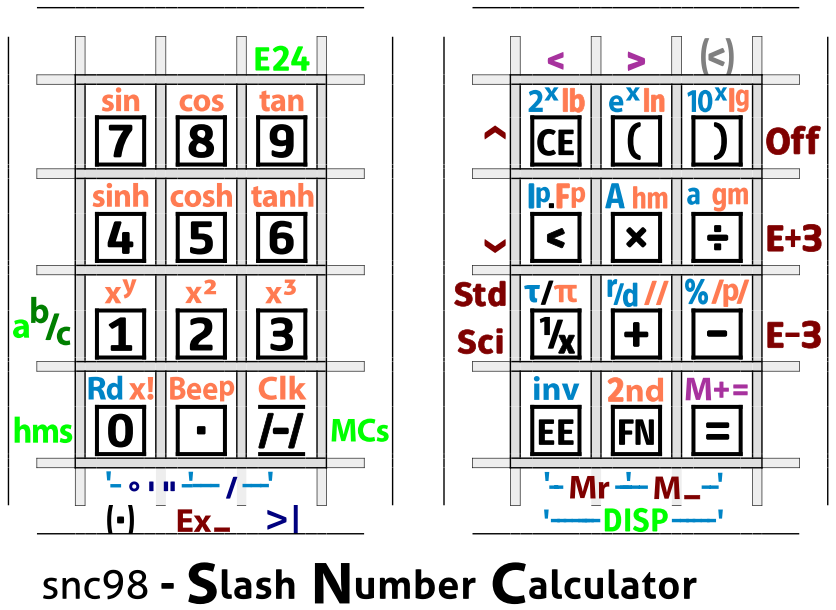 E24 < > (<)
sin cos tan 2ˣ lb eˣ ln 10ˣ lg
7 8 9 ^ CE ( ) Off
sinh cosh tanh Ip.Fp A hm a gm
4 5 6 ⌄ < × ÷ E+3
xʸ x² x³ Std τ/π r/d // % /p/
a b/c 1 2 3 Sci ¹/x + − E−3
Rd x! Beep Clk inv 2nd M+=
hms 0 · /-/ MCs EE FN =
'- ° ' " -'- / -' '- Mr -'- M_ -'
(·) Ex_ >| '- DISP -'
snc98 - Slash Number Calculator